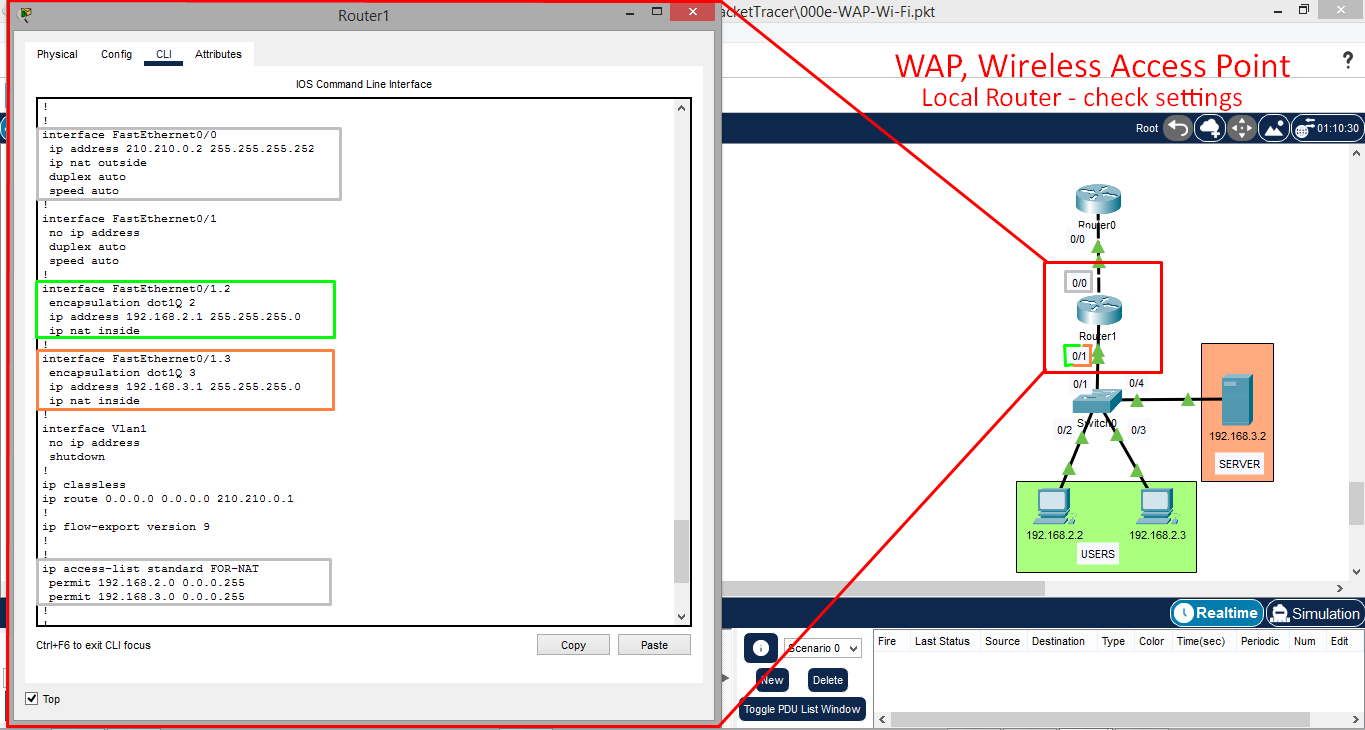 Router1
acketTracer\000e-WAP-Wi-Fi.pkt
Physical
Config
CLI
Attributes
IOS Command Line Interface
!
!
interface FastEthernet0/0
ip address 210.210.0.2 255.255.255.252
ip nat outside
duplex auto
speed auto
!
interface FastEthernet0/1
no ip address
duplex auto
speed auto
!
interface FastEthernet0/1.2
encapsulation dot1Q 2
ip address 192.168.2.1 255.255.255.0
ip nat inside
!
interface FastEthernet0/1.3
encapsulation dot1Q 3
ip address 192.168.3.1 255.255.255.0
ip nat inside
!
interface Vlan1
no ip address
shutdown
!
ip classless
ip route 0.0.0.0 0.0.0.0 210.210.0.1
!
ip flow-export version 9
!
!
ip access-list standard FOR-NAT
permit 192.168.2.0 0.0.0.255
permit 192.168.3.0 0.0.0.255
!
!
Ctrl+F6 to exit CLI focus
Copy
Paste
Top
WAP, Wireless Access Point
?
Local Router - check settings
Root
01:10:30
Router0
0/0
0/0
Router1
0/1
0/1
0/4
Switch0
0/2
0/3
192.168.3.2
SERVER
192.168.2.2
192.168.2.3
USERS
Realtime
Simulation
Scenario 0
New
Delete
Toggle PDU List Window
Fire
Last Status
Source
Destination
Type
Color
Time(sec)
Periodic
Num
Edit